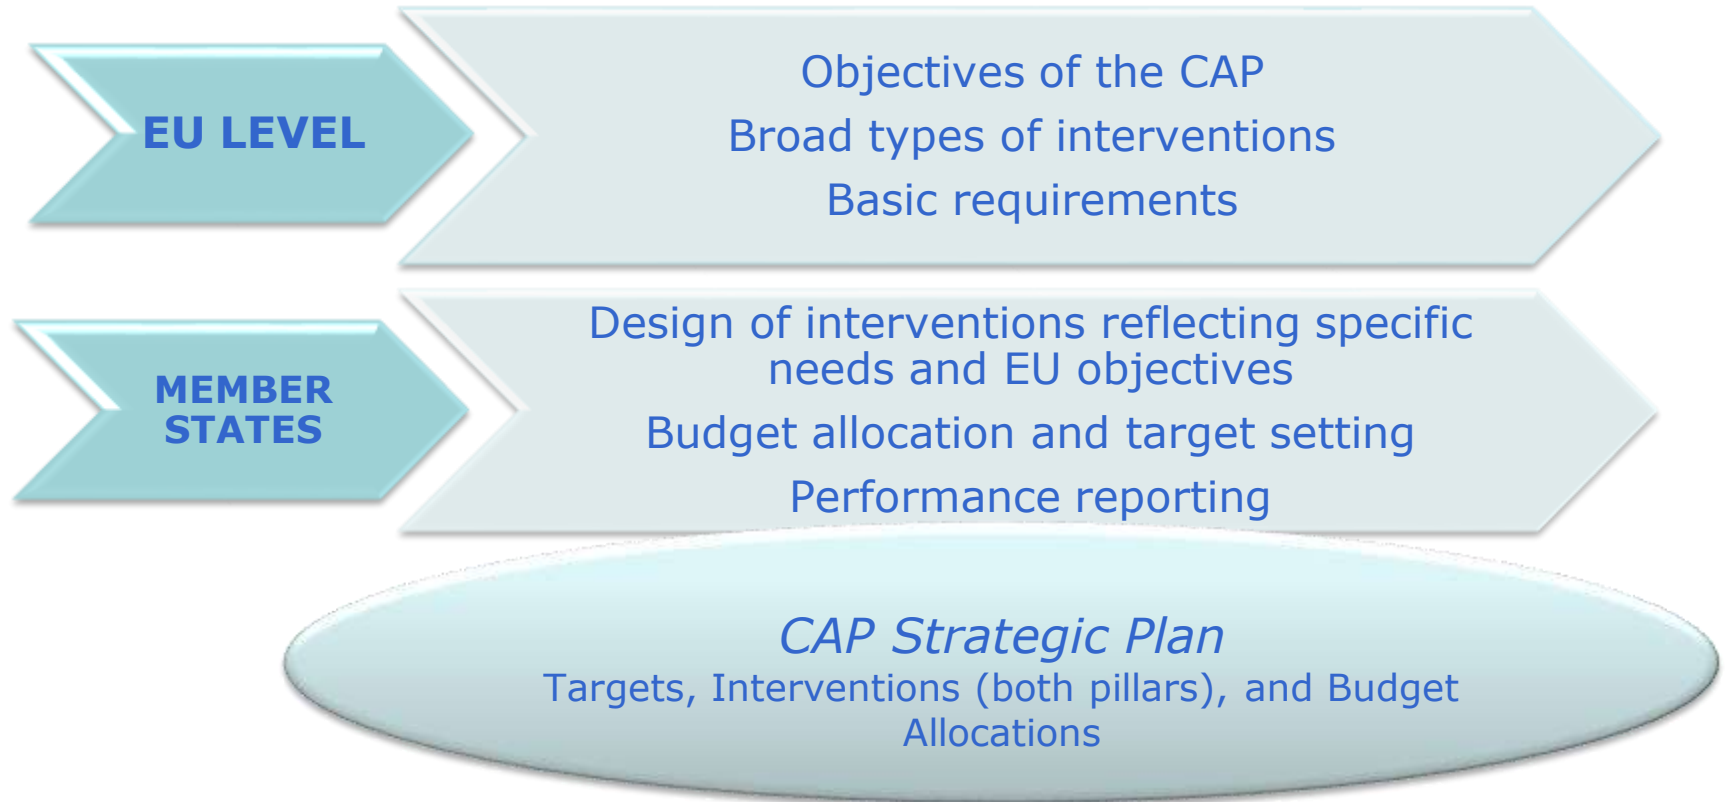 EU LEVEL
Objectives of the CAP
Broad types of interventions
Basic requirements
MEMBER
STATES
Design of interventions reflecting specific
needs and EU objectives
Budget allocation and target setting
Performance reporting
CAP Strategic Plan
Targets, Interventions (both pillars), and Budget
Allocations